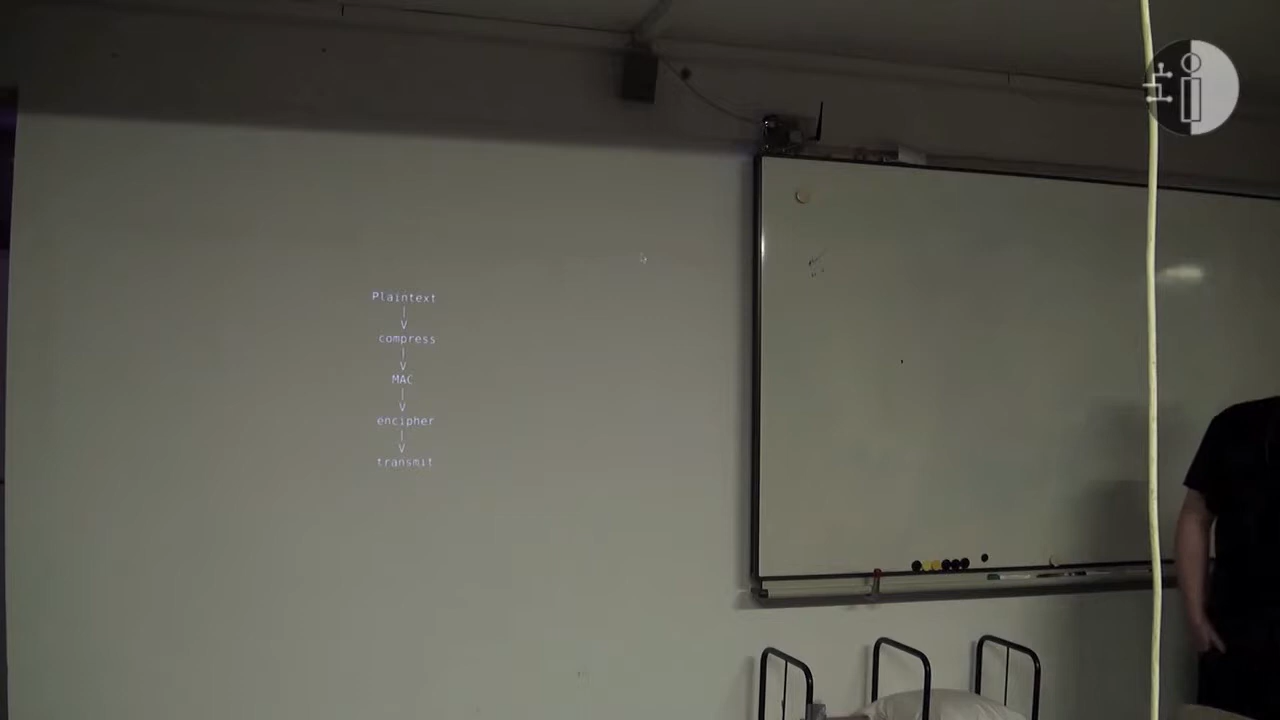 Plaintext
|
V
compress
|
V
MAC
|
V
encipher
|
V
transmit